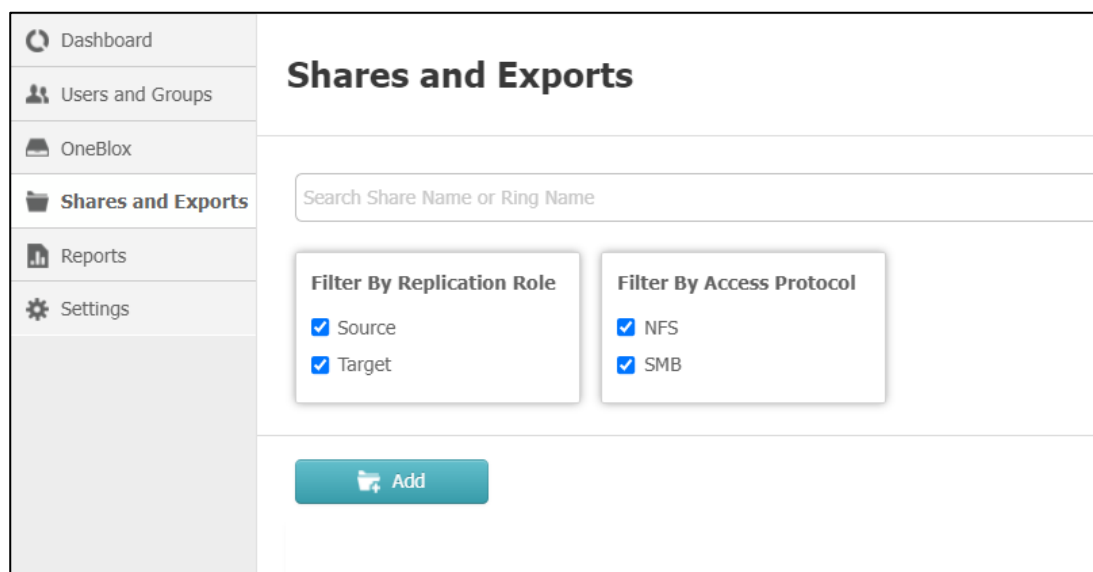 Dashboard
Users and Groups
OneBlox
Shares and Exports
Reports
Settings
Shares and Exports
Search Share Name or Ring Name
Filter By Replication Role
Source
Target
Filter By Access Protocol
NFS
SMB
Add